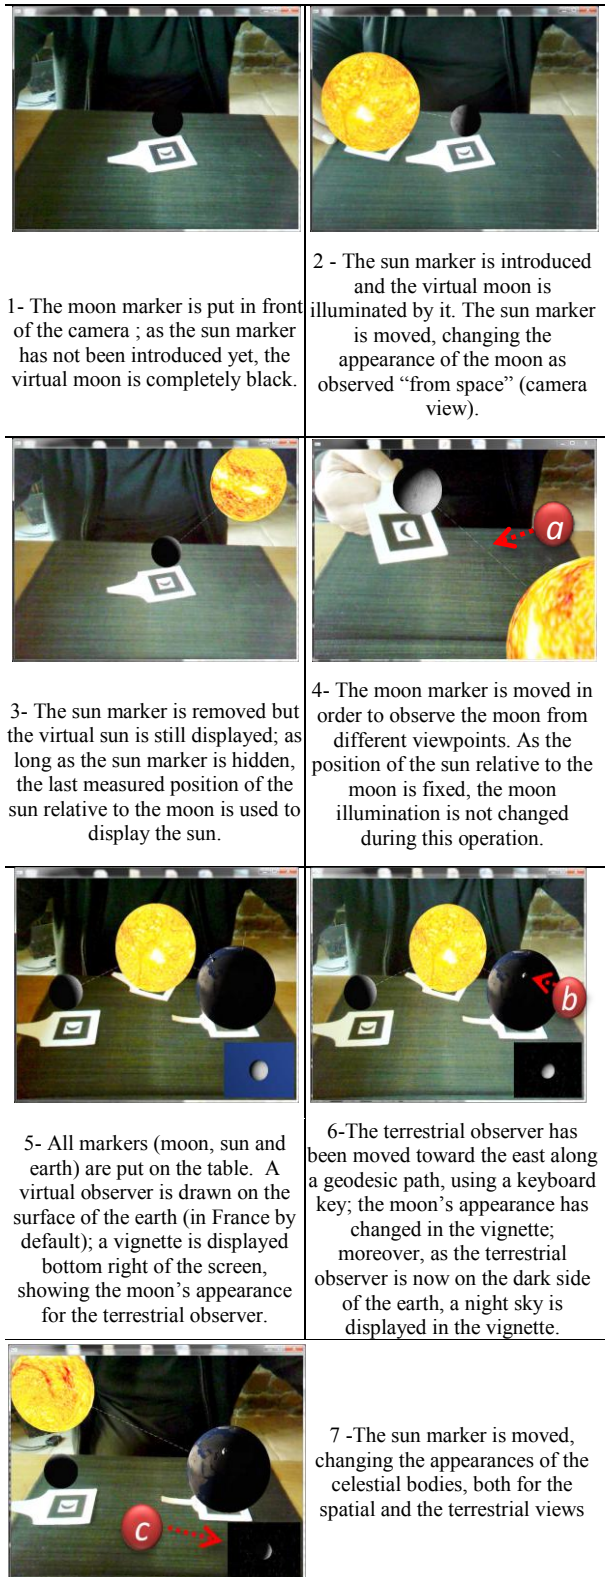 1- The moon marker is put in front
of the camera ; as the sun marker
has not been introduced yet, the
virtual moon is completely black.
2 - The sun marker is introduced
and the virtual moon is
illuminated by it. The sun marker
is moved, changing the
appearance of the moon as
observed “from space” (camera
view).
a
3- The sun marker is removed but
the virtual sun is still displayed; as
long as the sun marker is hidden,
the last measured position of the
sun relative to the moon is used to
display the sun.
4- The moon marker is moved in
order to observe the moon from
different viewpoints. As the
position of the sun relative to the
moon is fixed, the moon
illumination is not changed
during this operation.
b
5- All markers (moon, sun and
earth) are put on the table.  A
virtual observer is drawn on the
surface of the earth (in France by
default); a vignette is displayed
bottom right of the screen,
showing the moon’s appearance
for the terrestrial observer.
6-The terrestrial observer has
been moved toward the east along
a geodesic path, using a keyboard
key; the moon’s appearance has
changed in the vignette;
moreover, as the terrestrial
observer is now on the dark side
of the earth, a night sky is
displayed in the vignette.
c
7 -The sun marker is moved,
changing the appearances of the
celestial bodies, both for the
spatial and the terrestrial views